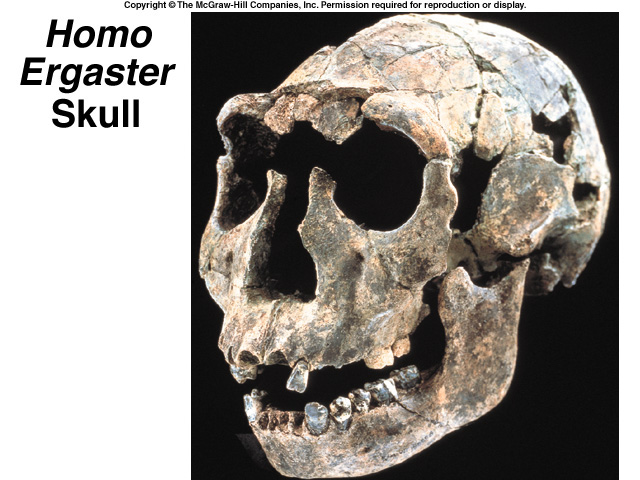 Copyright © The McGraw-Hill Companies, Inc. Permission required for reproduction or display.
Homo
Ergaster
Skull